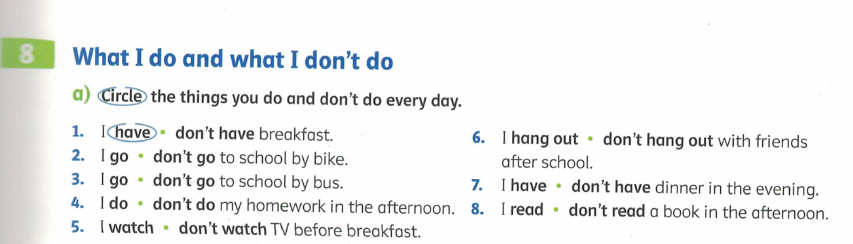 8 What I do and what I don't do
a) Circle the things you do and don't do every day.
1. I have • don't have breakfast.
2. I go • don't go to school by bike.
3. I go • don't go to school by bus.
4. I do • don't do my homework in the afternoon.
5. I watch • don't watch TV before breakfast.
6. I hang out • don't hang out with friends
after school.
7. I have • don't have dinner in the evening.
8. I read • don't read a book in the afternoon.